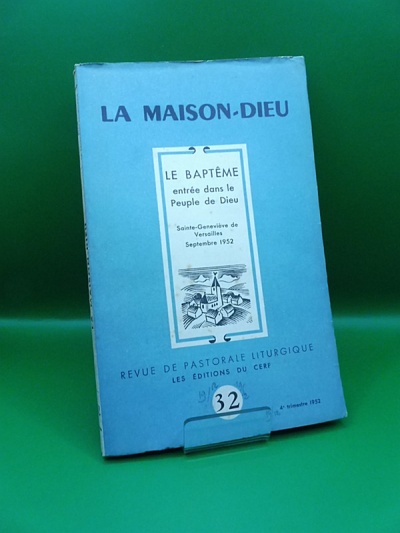 LA MAISON-DIEU
LE BAPTÊME
entrée dans le
Peuple de Dieu
Sainte-Geneviève de
Versailles
Septembre 1952
REVUE DE PASTORALE LITURGIQUE
LES ÉDITIONS DU CERF
32
4e trimestre 1952